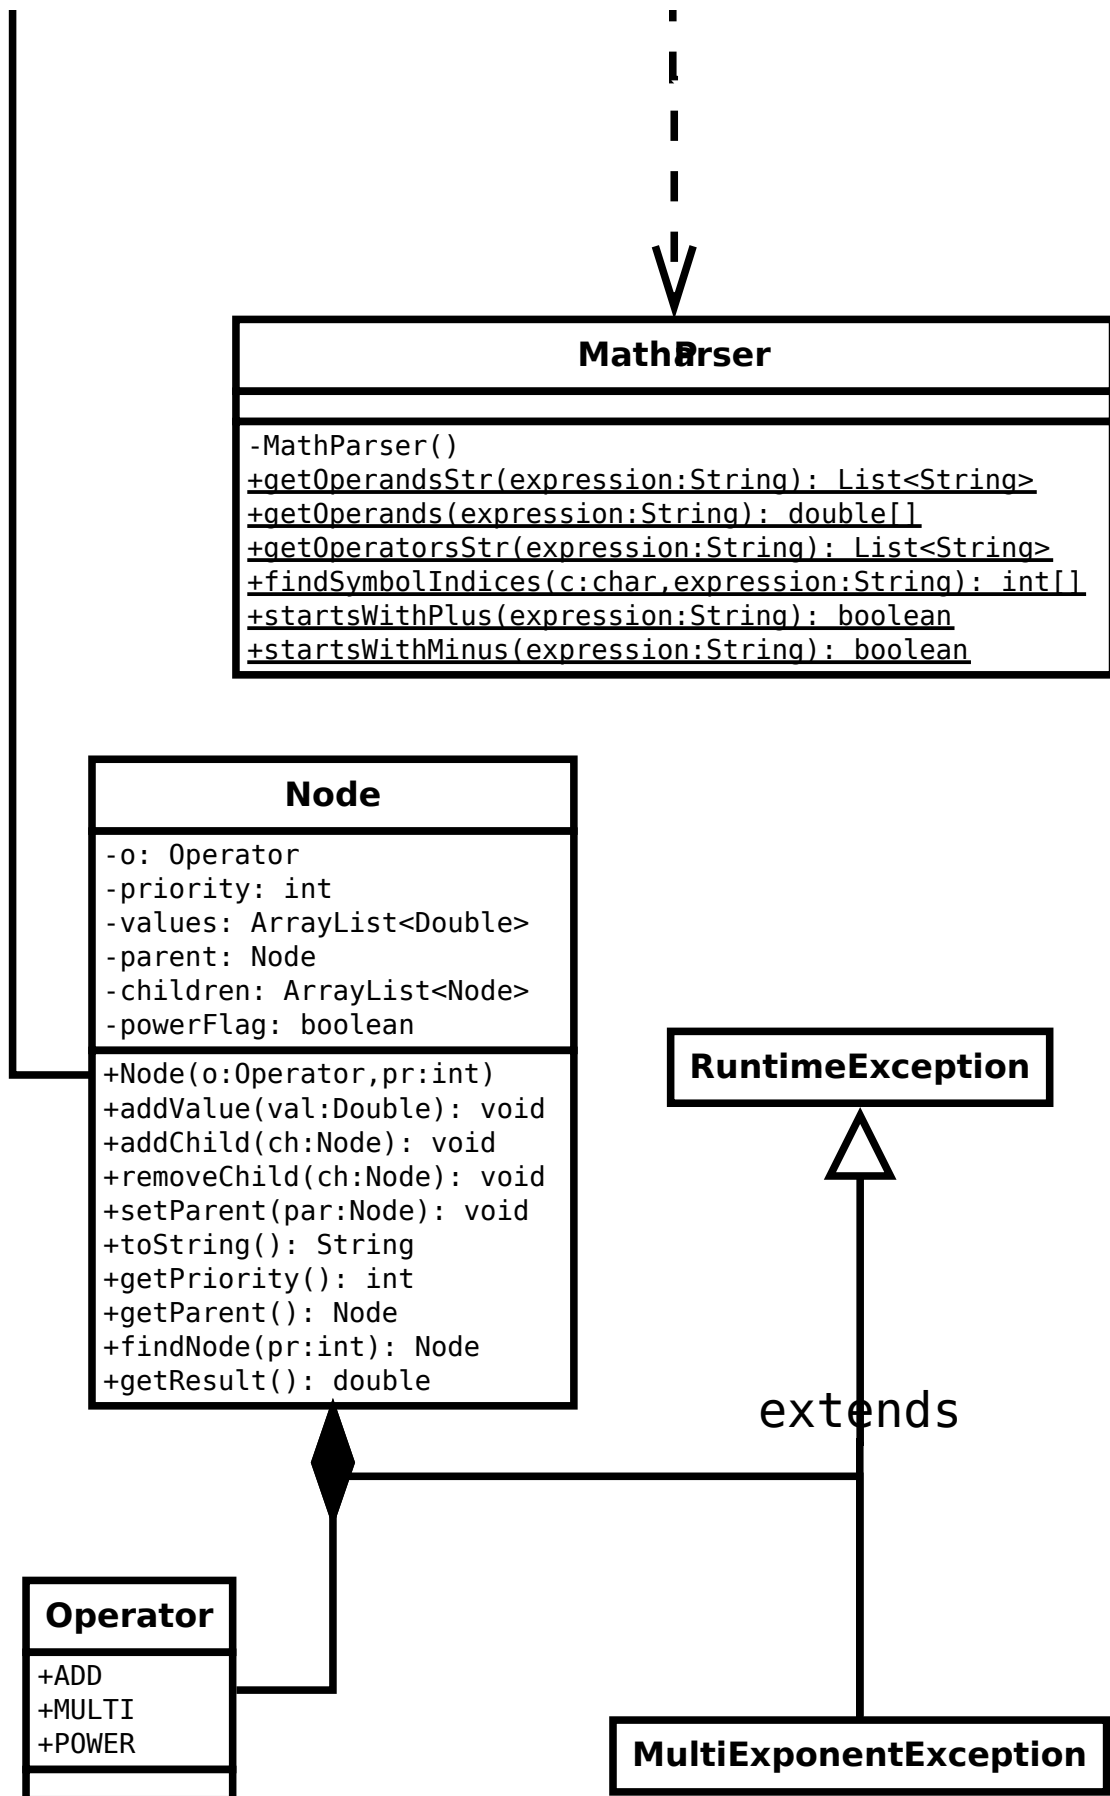 MathParser
-MathParser()
+getOperandsStr(expression:String): List<String>
+getOperands(expression:String): double[]
+getOperatorsStr(expression:String): List<String>
+findSymbolIndices(c:char,expression:String): int[]
+startsWithPlus(expression:String): boolean
+startsWithMinus(expression:String): boolean
Node
-o: Operator
-priority: int
-values: ArrayList<Double>
-parent: Node
-children: ArrayList<Node>
-powerFlag: boolean
+Node(o:Operator,pr:int)
+addValue(val:Double): void
+addChild(ch:Node): void
+removeChild(ch:Node): void
+setParent(par:Node): void
+toString(): String
+getPriority(): int
+getParent(): Node
+findNode(pr:int): Node
+getResult(): double
RuntimeException
extends
Operator
+ADD
+MULTI
+POWER
MultiExponentException